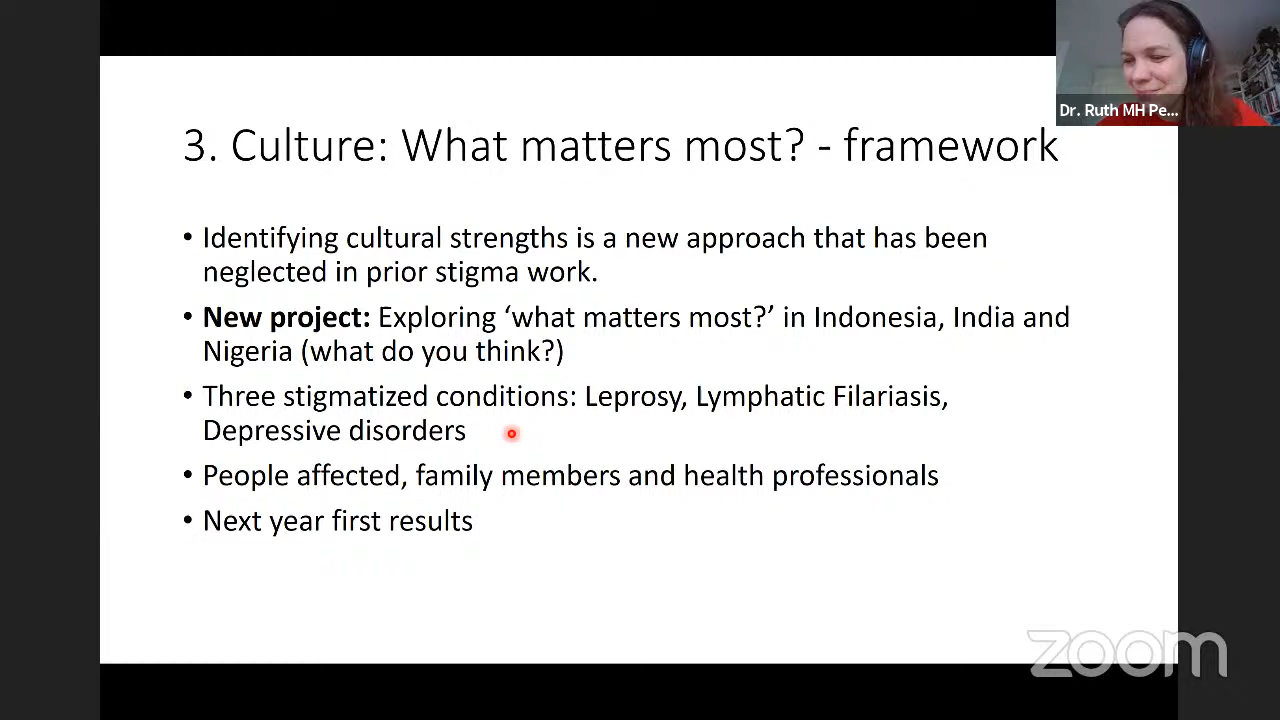 Dr. Ruth MH Pe...
3. Culture: What matters most? - framework
• Identifying cultural strengths is a new approach that has been
neglected in prior stigma work.
• New project: Exploring ‘what matters most?’ in Indonesia, India and
Nigeria (what do you think?)
• Three stigmatized conditions: Leprosy, Lymphatic Filariasis,
Depressive disorders
• People affected, family members and health professionals
• Next year first results
zoom